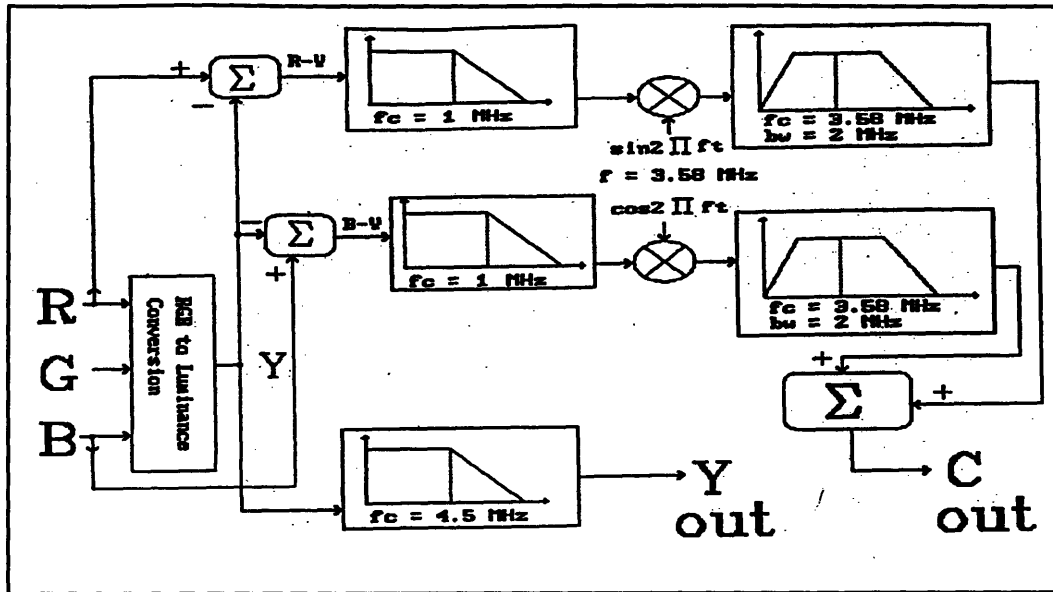 +
Σ
R-Y
−
fc = 1 MHz
sin2∏ft
f = 3.58 MHz
fc = 3.58 MHz
bw = 2 MHz
−
Σ
B-Y
+
fc = 1 MHz
cos2∏ft
fc = 3.58 MHz
bw = 2 MHz
R
G
B
RGB to Luminance
Conversion
Y
+
Σ
+
fc = 4.5 MHz
Y
out
C
out